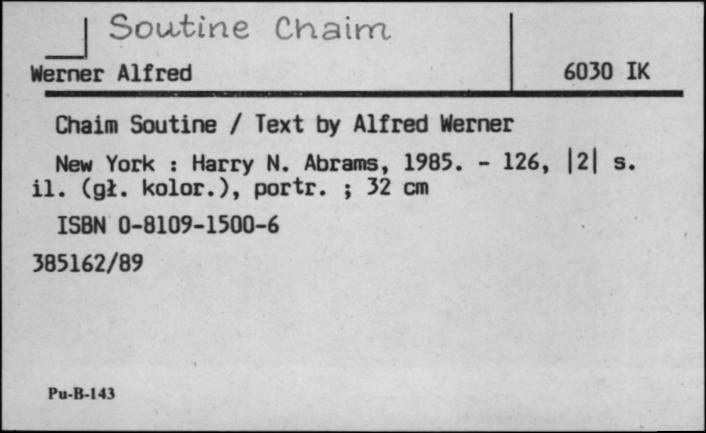 Soutine Chaim
Werner Alfred 6030 IK
Chaim Soutine / Text by Alfred Werner
New York : Harry N. Abrams, 1985. - 126, |2| s.
il. (gł. kolor.), portr. ; 32 cm
ISBN 0-8109-1500-6
385162/89
Pu-B-143